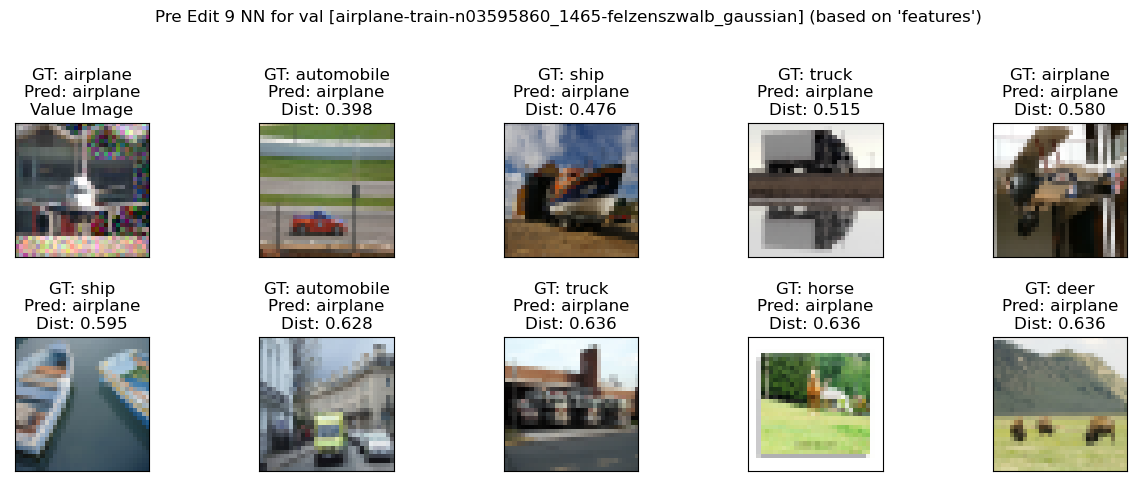 Pre Edit 9 NN for val [airplane-train-n03595860_1465-felzenszwalb_gaussian] (based on 'features')
GT: airplane
Pred: airplane
Value Image
GT: automobile
Pred: airplane
Dist: 0.398
GT: ship
Pred: airplane
Dist: 0.476
GT: truck
Pred: airplane
Dist: 0.515
GT: airplane
Pred: airplane
Dist: 0.580
GT: ship
Pred: airplane
Dist: 0.595
GT: automobile
Pred: airplane
Dist: 0.628
GT: truck
Pred: airplane
Dist: 0.636
GT: horse
Pred: airplane
Dist: 0.636
GT: deer
Pred: airplane
Dist: 0.636